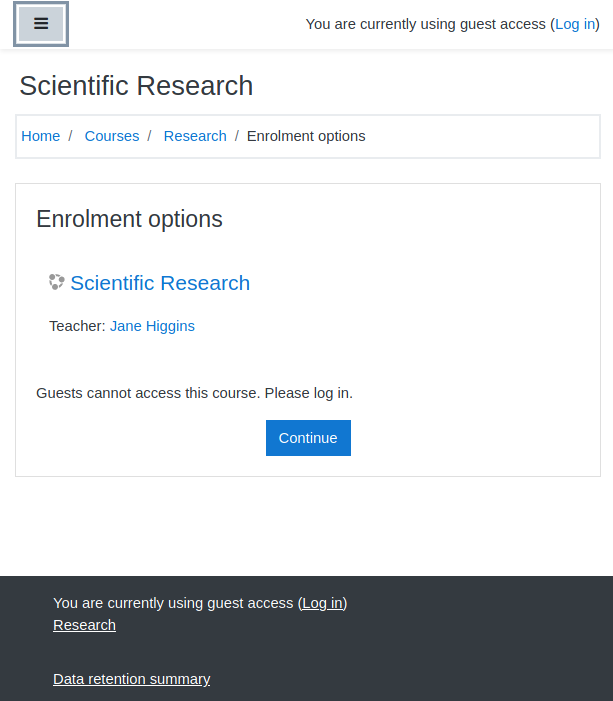 You are currently using guest access (Log in)
Scientific Research
Home / Courses / Research / Enrolment options
Enrolment options
Scientific Research
Teacher: Jane Higgins
Guests cannot access this course. Please log in.
Continue
You are currently using guest access (Log in)
Research
Data retention summary